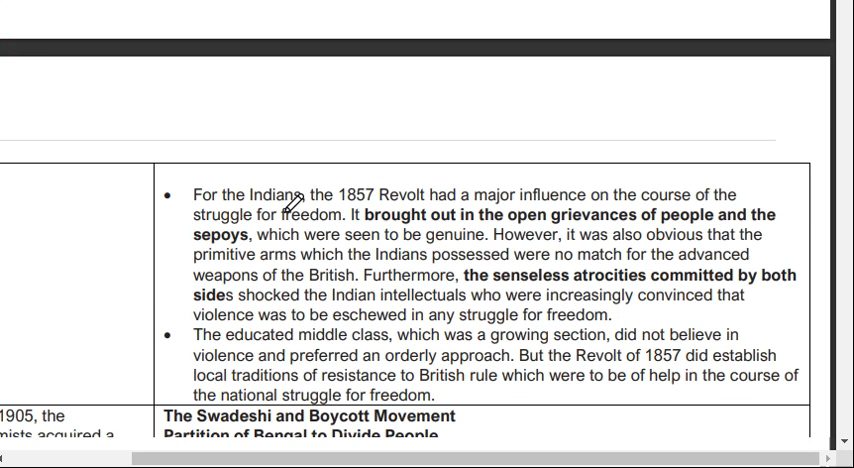 For the Indians, the 1857 Revolt had a major influence on the course of the
struggle for freedom. It brought out in the open grievances of people and the
sepoys, which were seen to be genuine. However, it was also obvious that the
primitive arms which the Indians possessed were no match for the advanced
weapons of the British. Furthermore, the senseless atrocities committed by both
sides shocked the Indian intellectuals who were increasingly convinced that
violence was to be eschewed in any struggle for freedom.
The educated middle class, which was a growing section, did not believe in
violence and preferred an orderly approach. But the Revolt of 1857 did establish
local traditions of resistance to British rule which were to be of help in the course of
the national struggle for freedom.
1905, the
mists acquired a
The Swadeshi and Boycott Movement
Partition of Bengal to Divide People